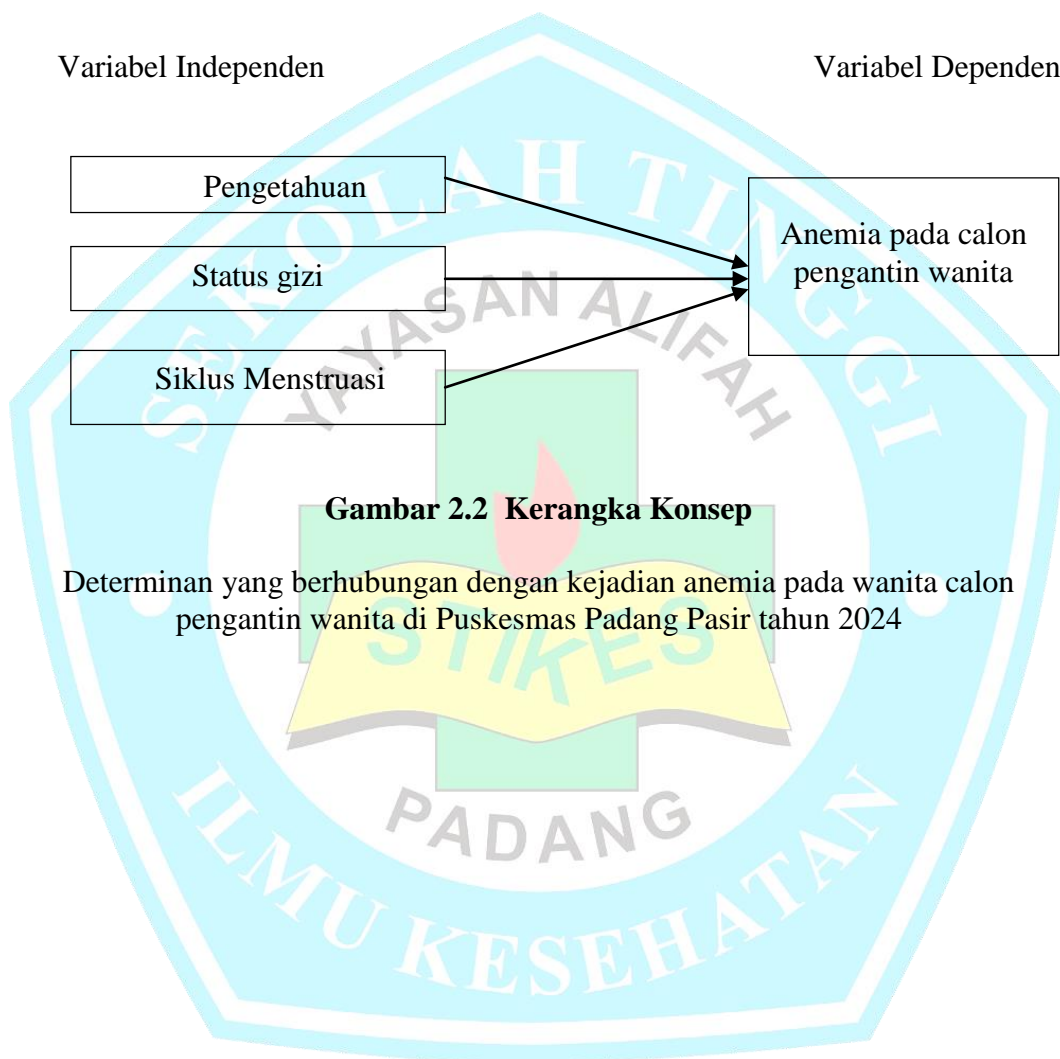 Variabel Independen Variabel Dependen
Pengetahuan
Status gizi
Siklus Menstruasi
Anemia pada calon
pengantin wanita
Gambar 2.2 Kerangka Konsep
Determinan yang berhubungan dengan kejadian anemia pada wanita calon
pengantin wanita di Puskesmas Padang Pasir tahun 2024
SEKOLAH TINGGI
YAYASAN ALIFAH
STIKES
PADANG
ILMU KESEHATAN